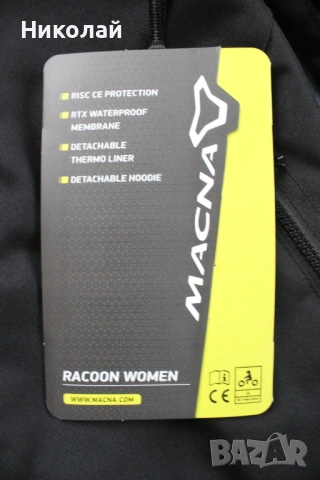 Николай
RISC CE PROTECTION
RTX WATERPROOF
MEMBRANE
DETACHABLE
THERMO LINER
DETACHABLE HOODIE
MACNA
RACOON WOMEN
WWW.MACNA.COM
CE
БАZАР